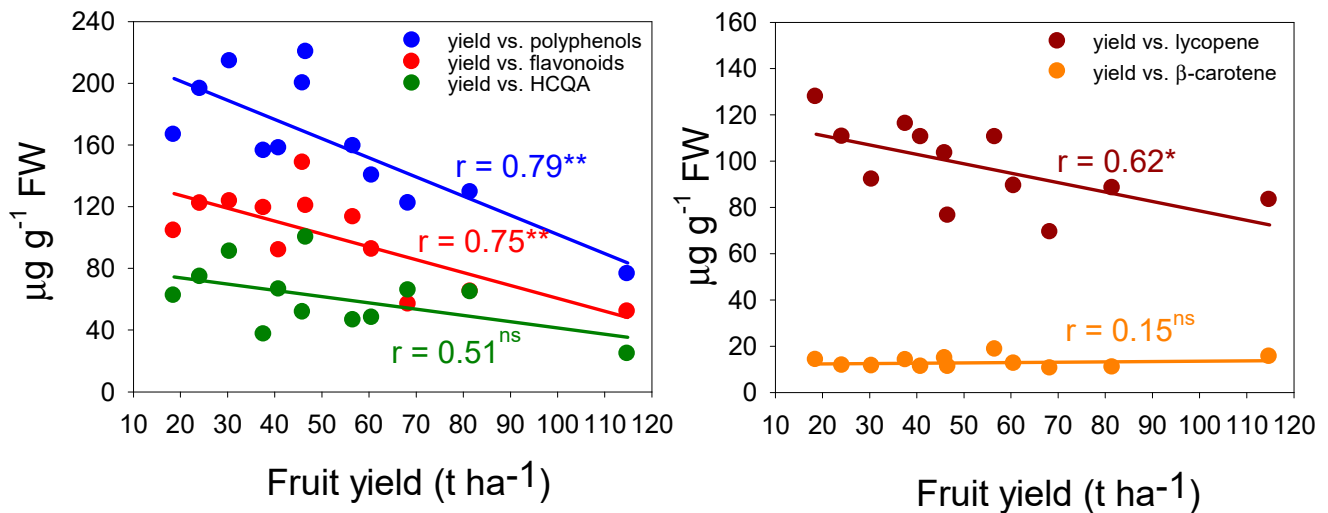 240
200
160
120
80
40
0
µg g-1 FW
yield vs. polyphenols
yield vs. flavonoids
yield vs. HCQA
r = 0.79**
r = 0.75**
r = 0.51ns
10 20 30 40 50 60 70 80 90 100 110 120
Fruit yield (t ha-1)
160
140
120
100
80
60
40
20
0
µg g-1 FW
yield vs. lycopene
yield vs. β-carotene
r = 0.62*
r = 0.15ns
10 20 30 40 50 60 70 80 90 100 110 120
Fruit yield (t ha-1)